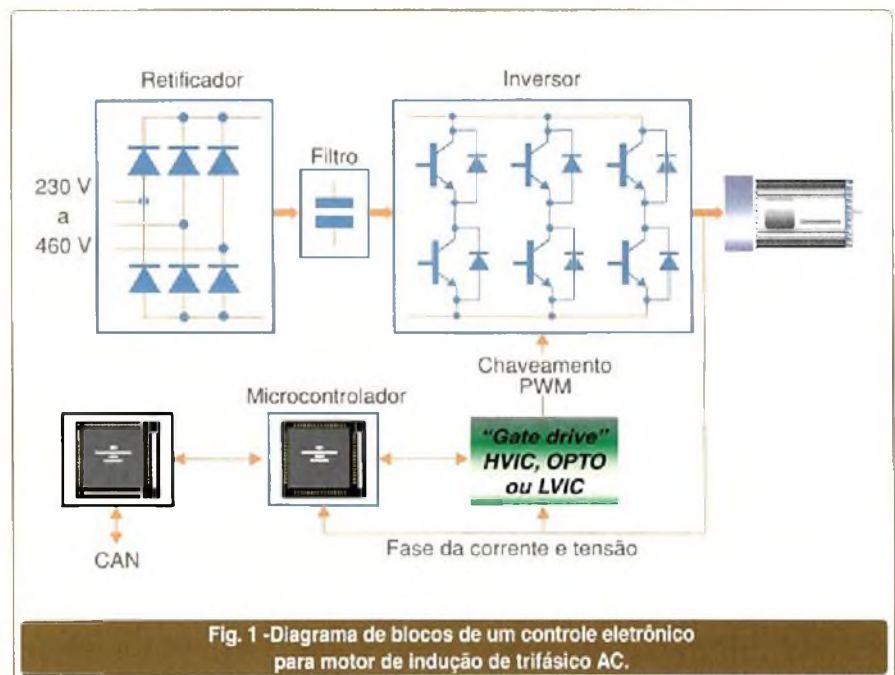 Retificador
Inversor
Filtro
230 V
a
460 V
Chaveamento
PWM
Microcontrolador
"Gate drive"
HVIC, OPTO
ou LVIC
CAN
Fase da corrente e tensão
Fig. 1 -Diagrama de blocos de um controle eletrônico
para motor de indução de trifásico AC.